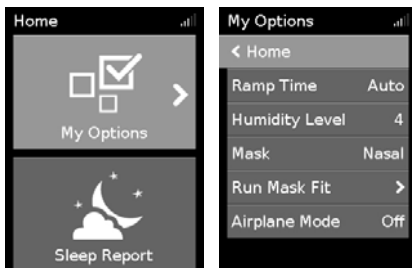 Home
My Options
Sleep Report
My Options
Home
Ramp Time Auto
Humidity Level 4
Mask Nasal
Run Mask Fit
Airplane Mode Off